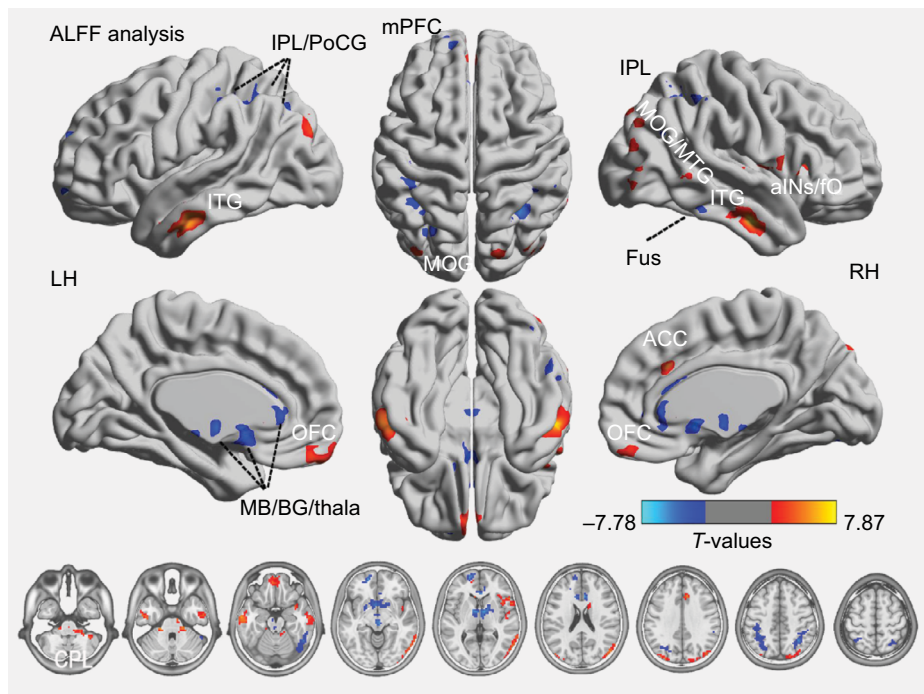 ALFF analysis
IPL/PoCG
mPFC
IPL
MOG/MTG
aINs/fO
ITG
ITG
Fus
MOG
LH
RH
ACC
OFC
OFC
MB/BG/thala
–7.78
7.87
T-values
CPL